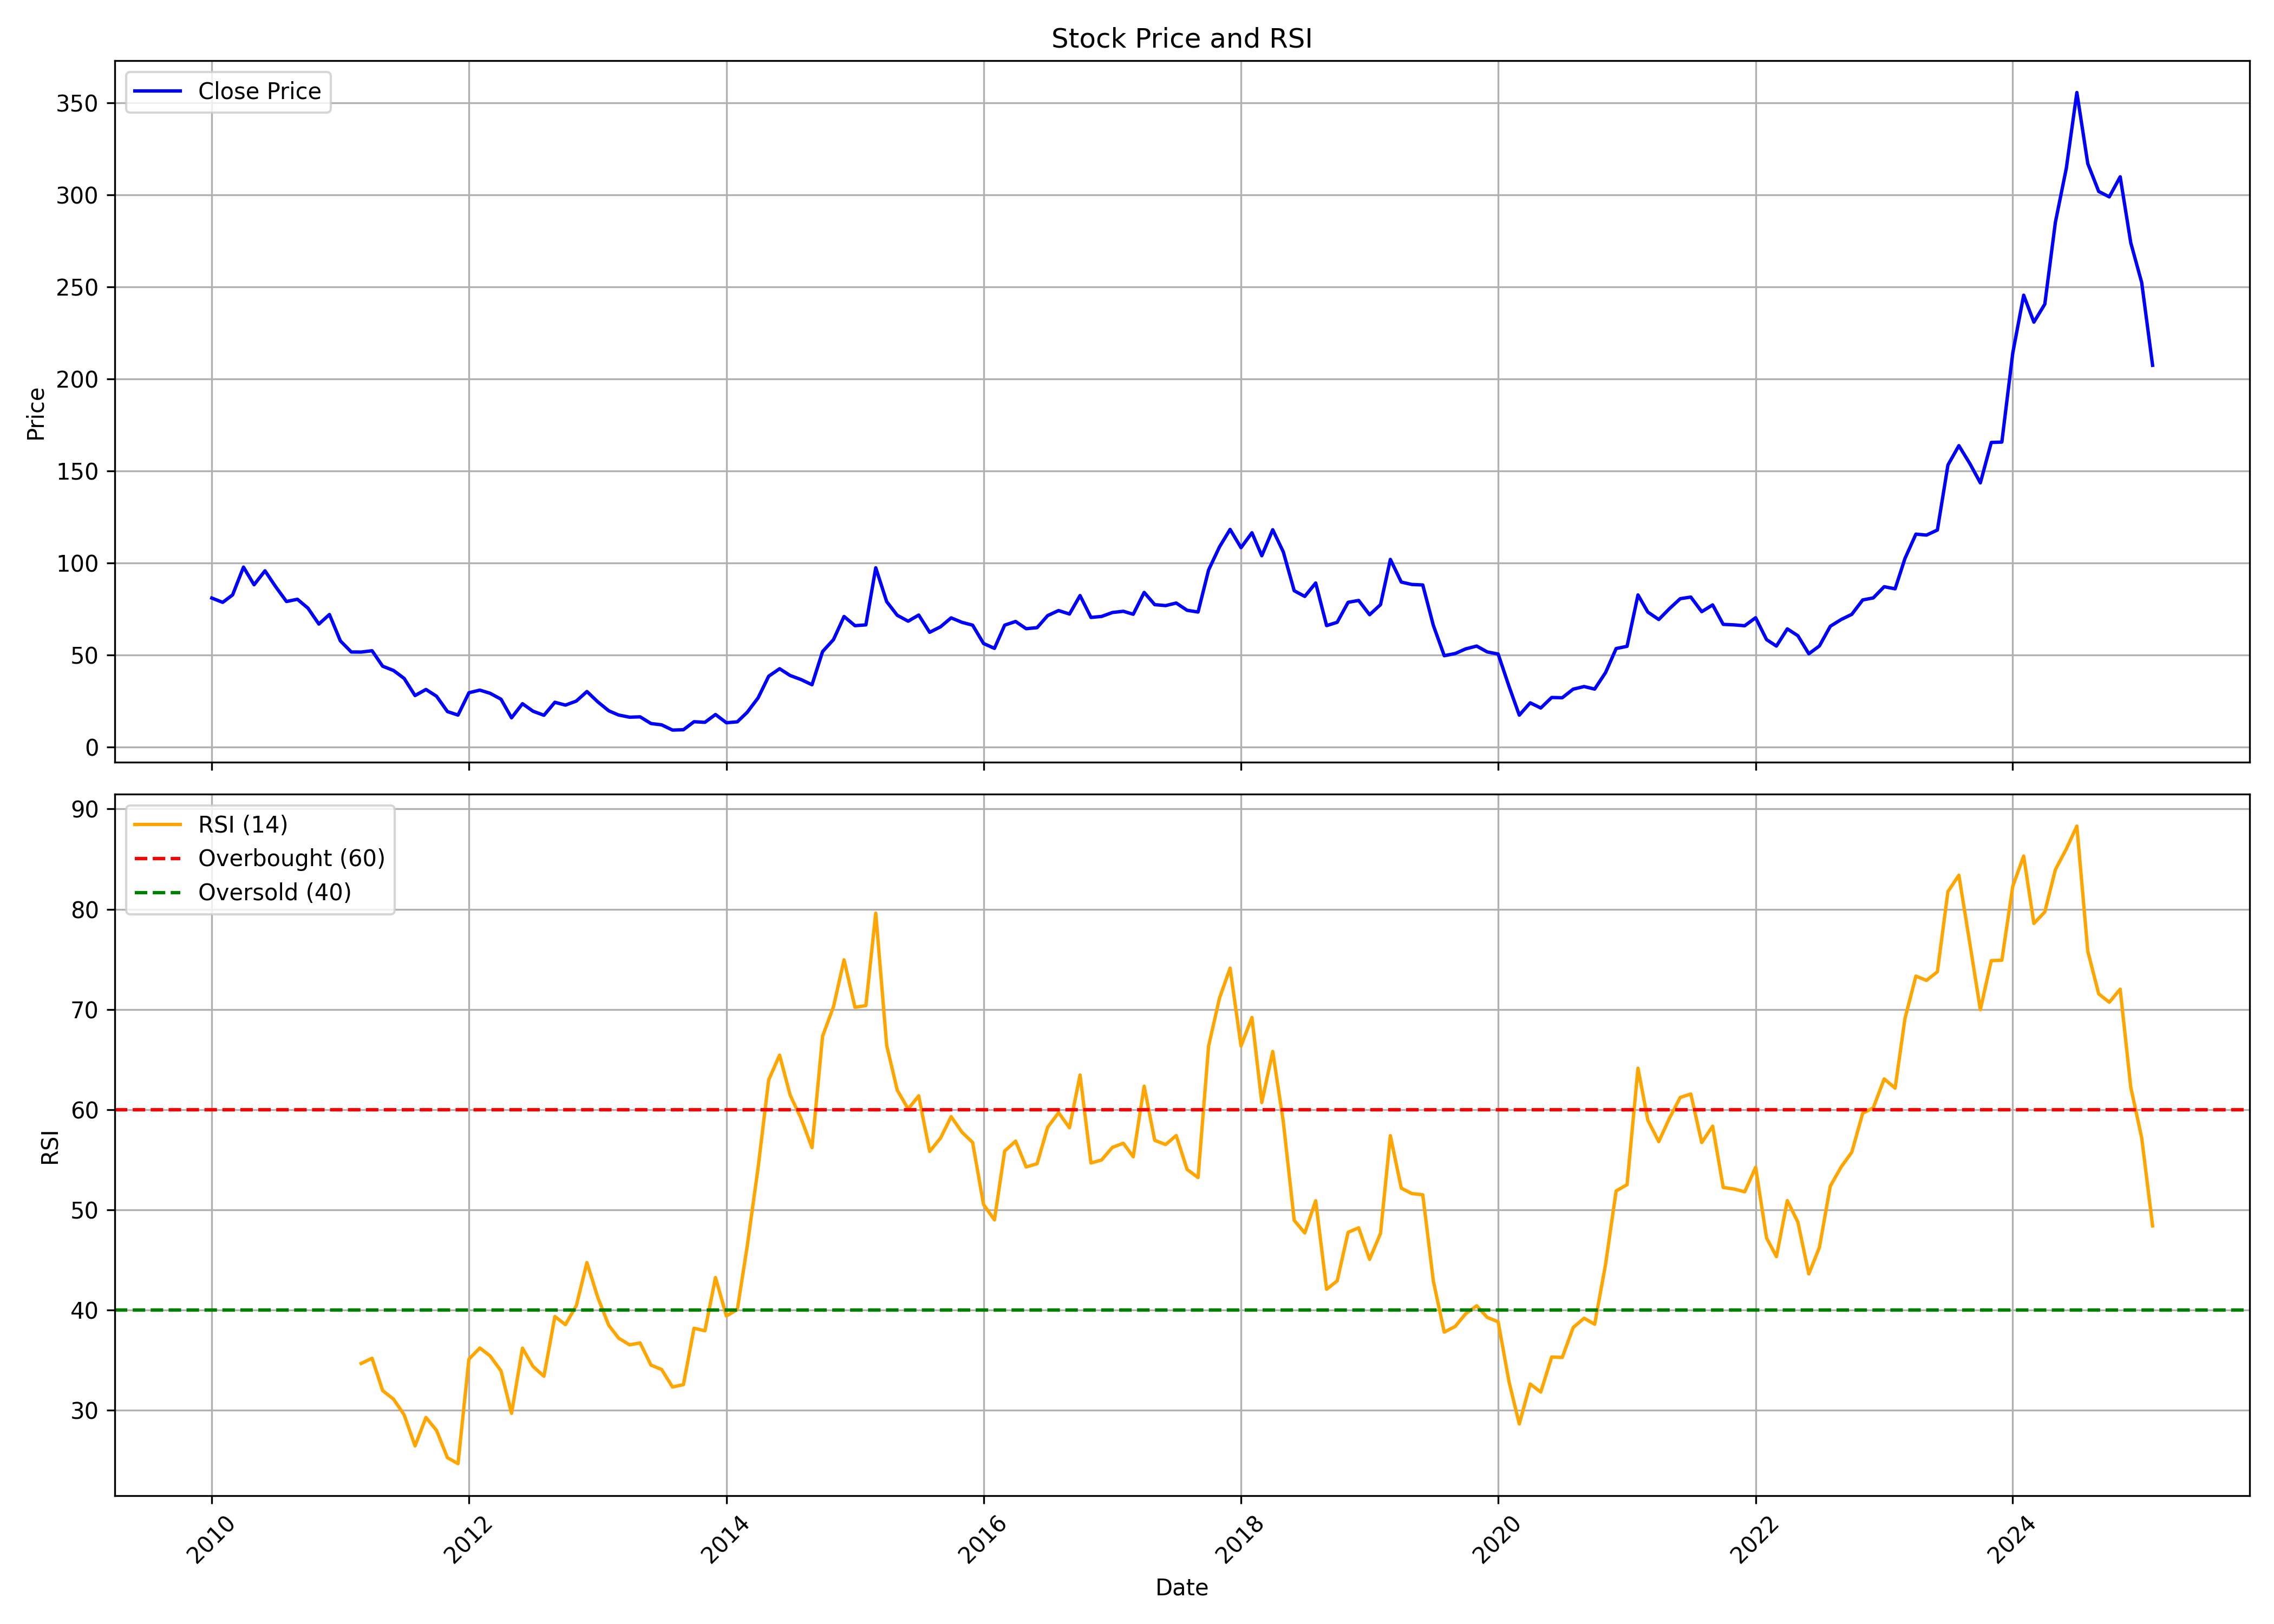 Stock Price and RSI
Close Price
350
300
250
200
150
100
50
0
Price
RSI (14)
Overbought (60)
Oversold (40)
90
80
70
60
50
40
30
RSI
2010
2012
2014
2016
2018
2020
2022
2024
Date